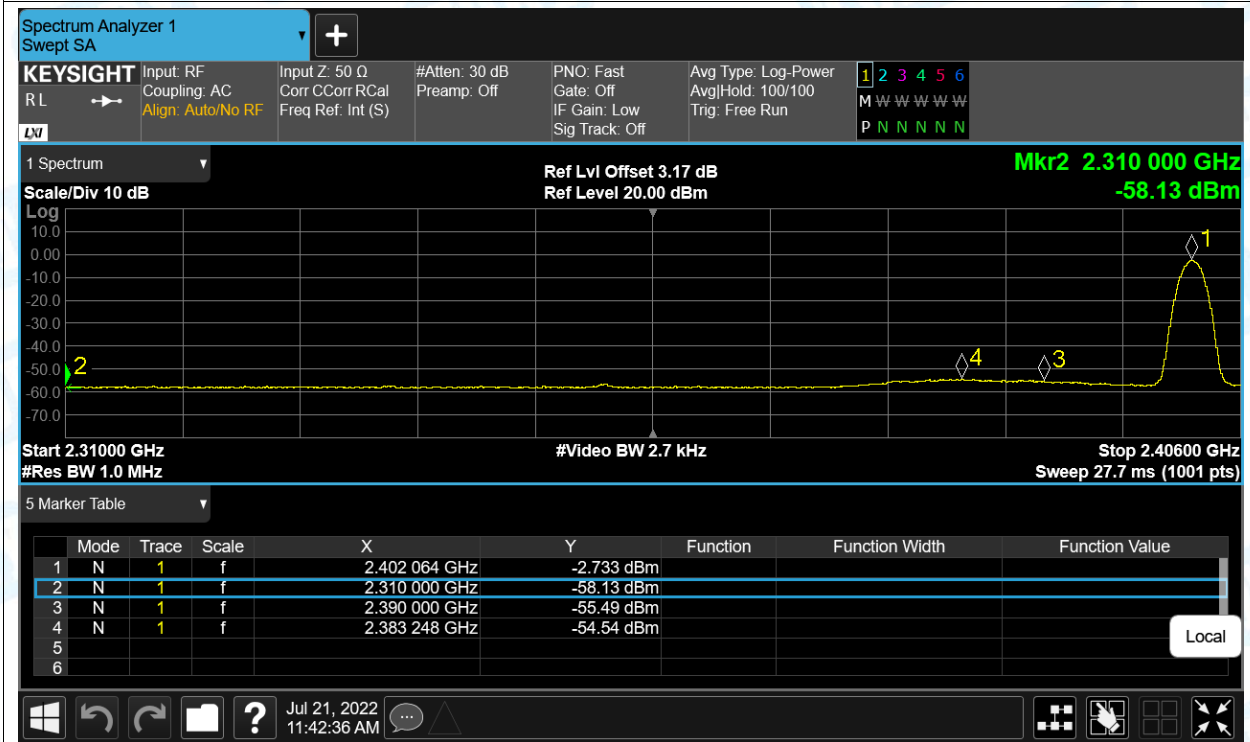 Spectrum Analyzer 1
Swept SA
+
KEYSIGHT
RL
LXI
Input: RF
Coupling: AC
Align: Auto/No RF
Input Z: 50 Ω
Corr CCorr RCal
Freq Ref: Int (S)
#Atten: 30 dB
Preamp: Off
PNO: Fast
Gate: Off
IF Gain: Low
Sig Track: Off
Avg Type: Log-Power
Avg|Hold: 100/100
Trig: Free Run
1 2 3 4 5 6
M W W W W W
P N N N N N
1 Spectrum
Scale/Div 10 dB
Ref Lvl Offset 3.17 dB
Ref Level 20.00 dBm
Mkr2 2.310 000 GHz
-58.13 dBm
Log
10.0
0.00
-10.0
-20.0
-30.0
-40.0
-50.0
-60.0
-70.0
1
2
4
3
Start 2.31000 GHz
#Res BW 1.0 MHz
#Video BW 2.7 kHz
Stop 2.40600 GHz
Sweep 27.7 ms (1001 pts)
5 Marker Table
Mode Trace Scale X Y Function Function Width Function Value
1 N 1 f 2.402 064 GHz -2.733 dBm
2 N 1 f 2.310 000 GHz -58.13 dBm
3 N 1 f 2.390 000 GHz -55.49 dBm
4 N 1 f 2.383 248 GHz -54.54 dBm
5
6
Local
?
Jul 21, 2022
11:42:36 AM